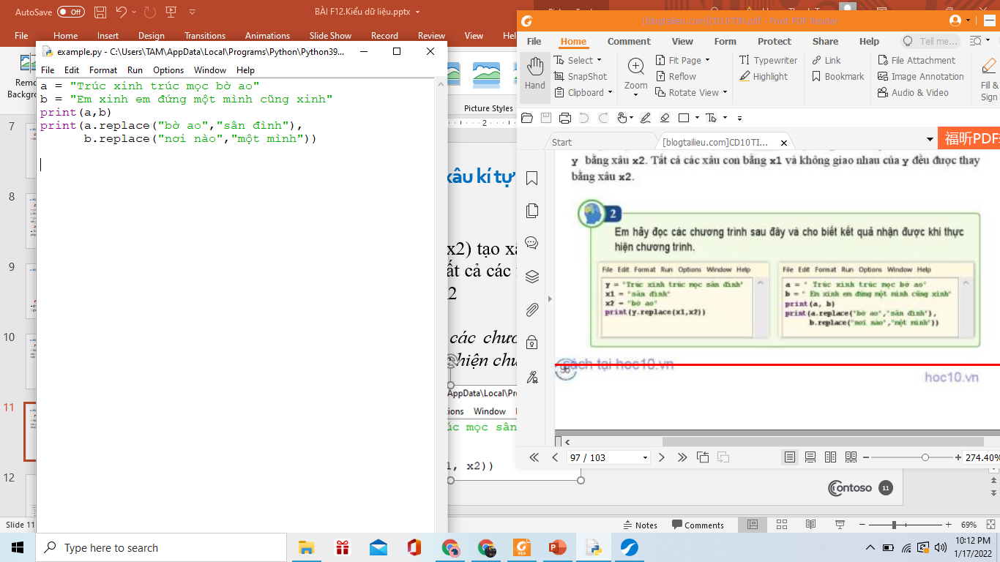 AutoSave Off BÀI F12.Kiểu dữ liệu.pptx
File Home Insert Design Transitions Animations Slide Show Record Review View Hel
Picture Styles
7
8
9
10
11
12
example.py - C:\Users\TAM\AppData\Local\Programs\Python\Python39...
File Edit Format Run Options Window Help
a = "Trúc xinh trúc mọc bờ ao"
b = "Em xinh em đứng một mình cũng xinh"
print(a,b)
print(a.replace("bờ ao","sân đình"),
b.replace("nơi nào","một mình"))
xâu kí tự
x2) tạo xâ
ất cả các
2
các chươ
hiện chu
AppData\Local\Pr
ions Window
úc mọc sân
1, x2))
[blogtailieu.com]CD10TIN.pdf - Foxit PDF Reader
File Home Comment View Form Protect Share Help Tell me...
Hand
Select
SnapShot
Clipboard
Zoom
Fit Page
Reflow
Rotate View
Typewriter
Highlight
Link
Bookmark
File Attachment
Image Annotation
Audio & Video
Fill &
Sign
Start [blogtailieu.com]CD10TI... 福昕PDF
y bằng xâu x2. Tất cả các xâu con bằng x1 và không giao nhau của y đều được thay
bằng xâu x2.
2
Em hãy đọc các chương trình sau đây và cho biết kết quả nhận được khi thực
hiện chương trình.
File Edit Format Run Options Window Help
y = "Trúc xinh trúc mọc sân đình"
x1 = "sân đình"
x2 = "bờ ao"
print(y.replace(x1,x2))
File Edit Format Run Options Window Help
a = " Trúc xinh trúc mọc bờ ao"
b = " Em xinh em đứng một mình cũng xinh"
print(a, b)
print(a.replace("bờ ao","sân đình"),
b.replace("nơi nào","một mình"))
sách tại hoc10.vn
96
hoc10.vn
97 / 103 274.40%
Contoso 11
Slide 11 Notes Comments 69%
Type here to search
10:12 PM
1/17/2022